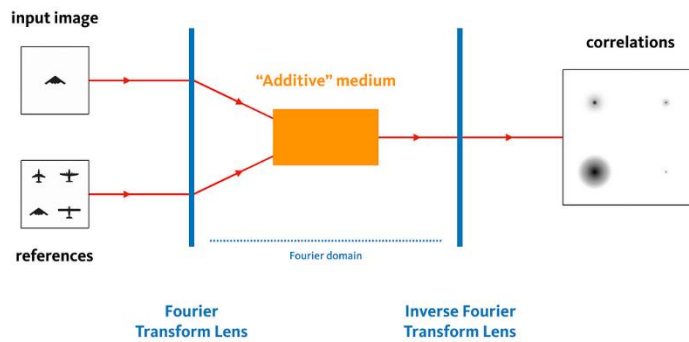 input image
correlations
“Additive” medium
references
Fourier domain
Fourier
Transform Lens
Inverse Fourier
Transform Lens